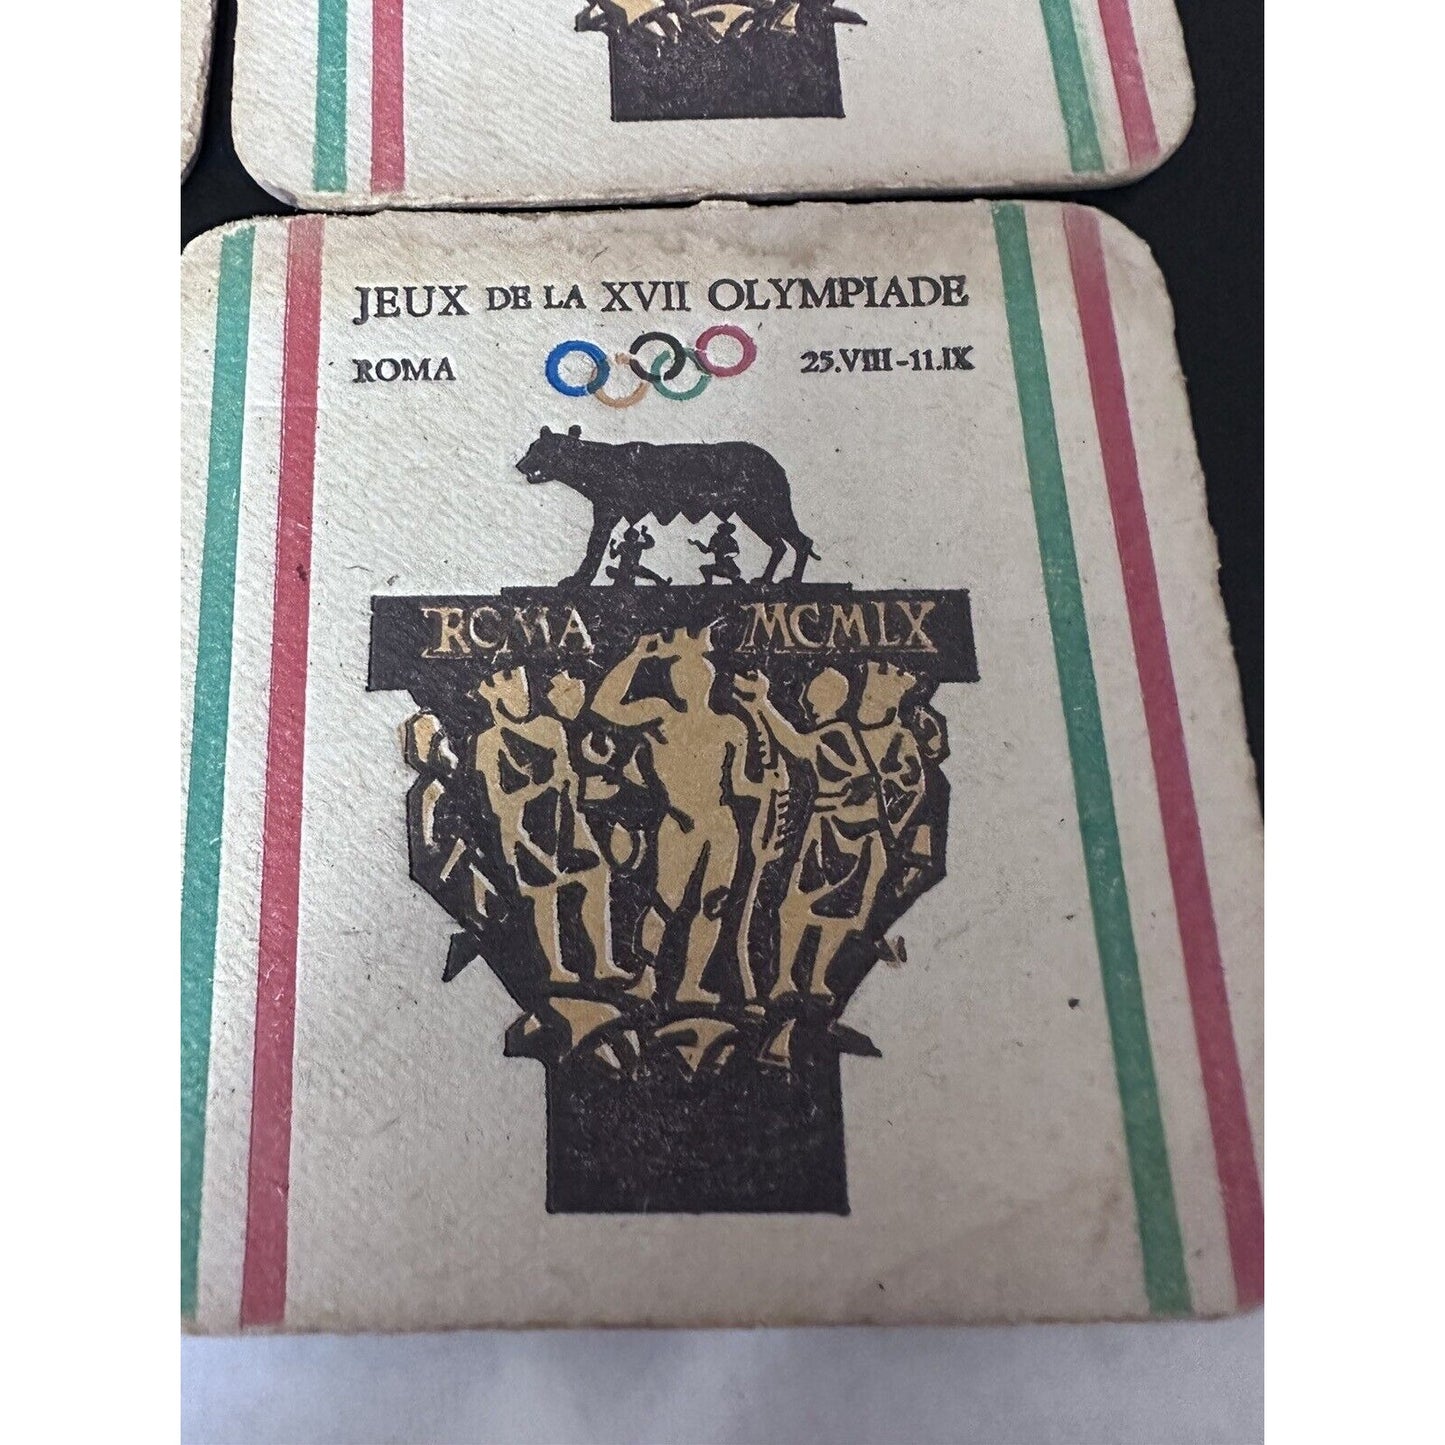 JEUX DE LA XVII OLYMPIADE
ROMA 25.VIII-11.IX
ROMA MCMLX